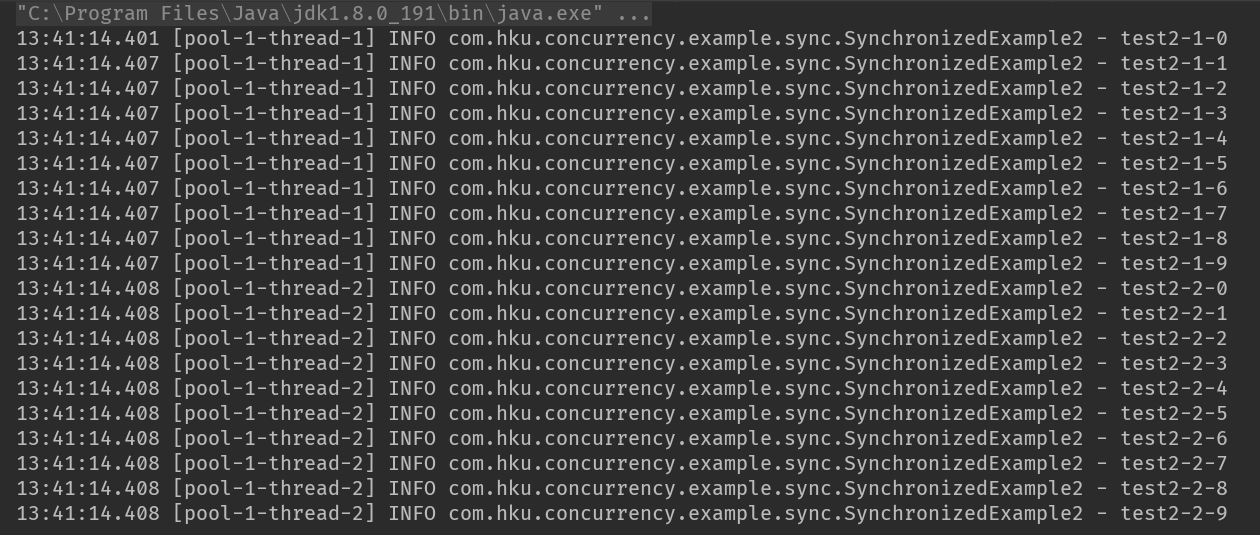 "C:\Program Files\Java\jdk1.8.0_191\bin\java.exe" ...
13:41:14.401 [pool-1-thread-1] INFO com.hku.concurrency.example.sync.SynchronizedExample2 - test2-1-0
13:41:14.407 [pool-1-thread-1] INFO com.hku.concurrency.example.sync.SynchronizedExample2 - test2-1-1
13:41:14.407 [pool-1-thread-1] INFO com.hku.concurrency.example.sync.SynchronizedExample2 - test2-1-2
13:41:14.407 [pool-1-thread-1] INFO com.hku.concurrency.example.sync.SynchronizedExample2 - test2-1-3
13:41:14.407 [pool-1-thread-1] INFO com.hku.concurrency.example.sync.SynchronizedExample2 - test2-1-4
13:41:14.407 [pool-1-thread-1] INFO com.hku.concurrency.example.sync.SynchronizedExample2 - test2-1-5
13:41:14.407 [pool-1-thread-1] INFO com.hku.concurrency.example.sync.SynchronizedExample2 - test2-1-6
13:41:14.407 [pool-1-thread-1] INFO com.hku.concurrency.example.sync.SynchronizedExample2 - test2-1-7
13:41:14.407 [pool-1-thread-1] INFO com.hku.concurrency.example.sync.SynchronizedExample2 - test2-1-8
13:41:14.407 [pool-1-thread-1] INFO com.hku.concurrency.example.sync.SynchronizedExample2 - test2-1-9
13:41:14.408 [pool-1-thread-2] INFO com.hku.concurrency.example.sync.SynchronizedExample2 - test2-2-0
13:41:14.408 [pool-1-thread-2] INFO com.hku.concurrency.example.sync.SynchronizedExample2 - test2-2-1
13:41:14.408 [pool-1-thread-2] INFO com.hku.concurrency.example.sync.SynchronizedExample2 - test2-2-2
13:41:14.408 [pool-1-thread-2] INFO com.hku.concurrency.example.sync.SynchronizedExample2 - test2-2-3
13:41:14.408 [pool-1-thread-2] INFO com.hku.concurrency.example.sync.SynchronizedExample2 - test2-2-4
13:41:14.408 [pool-1-thread-2] INFO com.hku.concurrency.example.sync.SynchronizedExample2 - test2-2-5
13:41:14.408 [pool-1-thread-2] INFO com.hku.concurrency.example.sync.SynchronizedExample2 - test2-2-6
13:41:14.408 [pool-1-thread-2] INFO com.hku.concurrency.example.sync.SynchronizedExample2 - test2-2-7
13:41:14.408 [pool-1-thread-2] INFO com.hku.concurrency.example.sync.SynchronizedExample2 - test2-2-8
13:41:14.408 [pool-1-thread-2] INFO com.hku.concurrency.example.sync.SynchronizedExample2 - test2-2-9